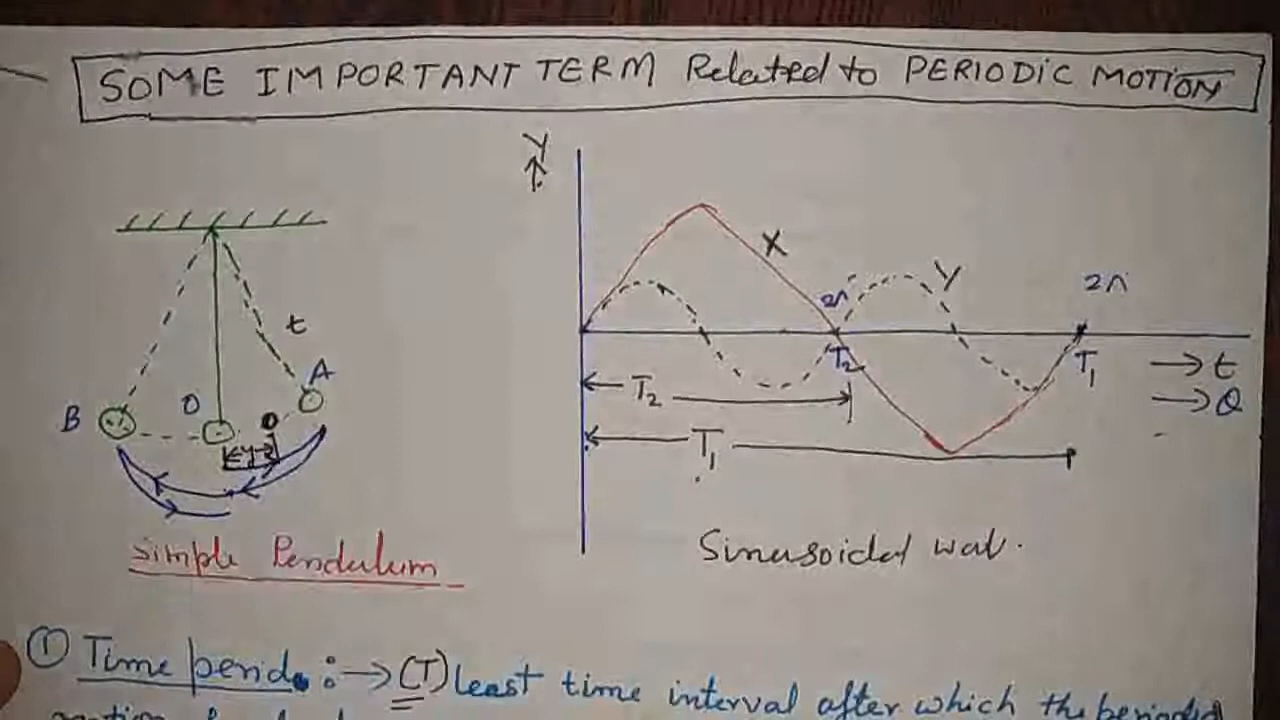 SOME IMPORTANT TERM Related to PERIODIC MOTION
Y
X
Y
2π
2π
t
A
B
O
T2
T1
→ t
→ θ
T2
T1
y
Simple Pendulum
Sinusoidal wav.
① Time period. :→ (T) Least time interval after which the periodic